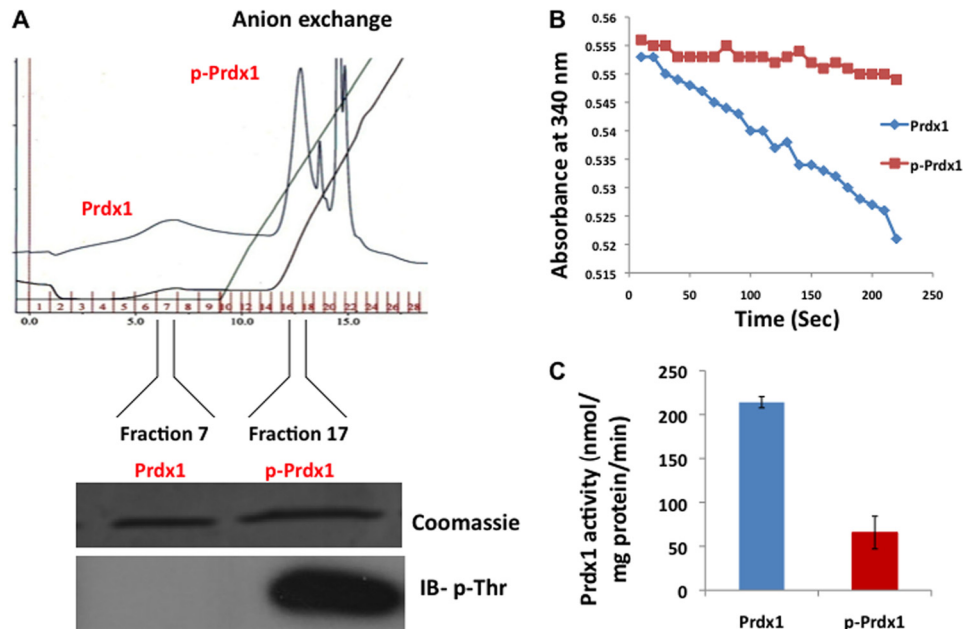 A
Anion exchange
p-Prdx1
Prdx1
1 2 3 4 5 6 7 8 9 10 12 14 16 18 20 22 24 26 28
0.0 5.0 10.0 15.0
Fraction 7 Fraction 17
Prdx1 p-Prdx1
Coomassie
IB- p-Thr
B
Absorbance at 340 nm
0.56
0.555
0.55
0.545
0.54
0.535
0.53
0.525
0.52
0.515
0 50 100 150 200 250
Time (Sec)
Prdx1
p-Prdx1
C
Prdx1 activity (nmol/
mg protein/min)
250
200
150
100
50
0
Prdx1 p-Prdx1